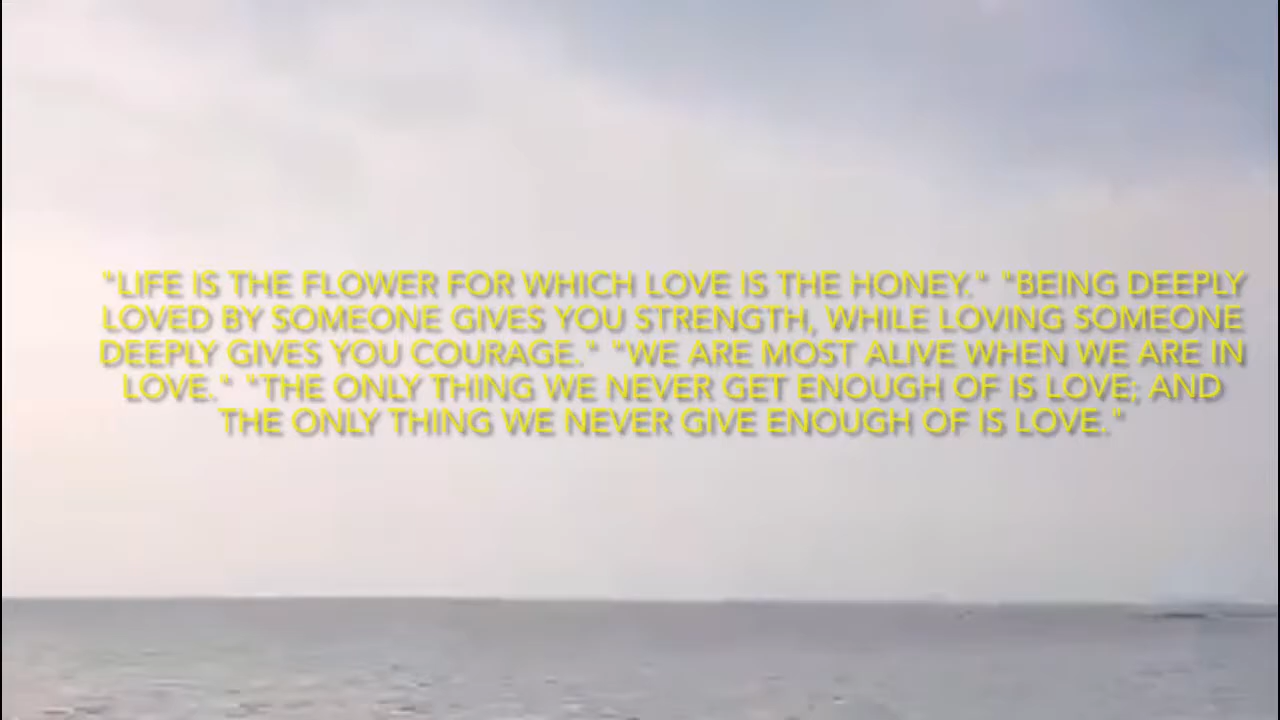 "LIFE IS THE FLOWER FOR WHICH LOVE IS THE HONEY." "BEING DEEPLY
LOVED BY SOMEONE GIVES YOU STRENGTH, WHILE LOVING SOMEONE
DEEPLY GIVES YOU COURAGE." "WE ARE MOST ALIVE WHEN WE ARE IN
LOVE." "THE ONLY THING WE NEVER GET ENOUGH OF IS LOVE; AND
THE ONLY THING WE NEVER GIVE ENOUGH OF IS LOVE."